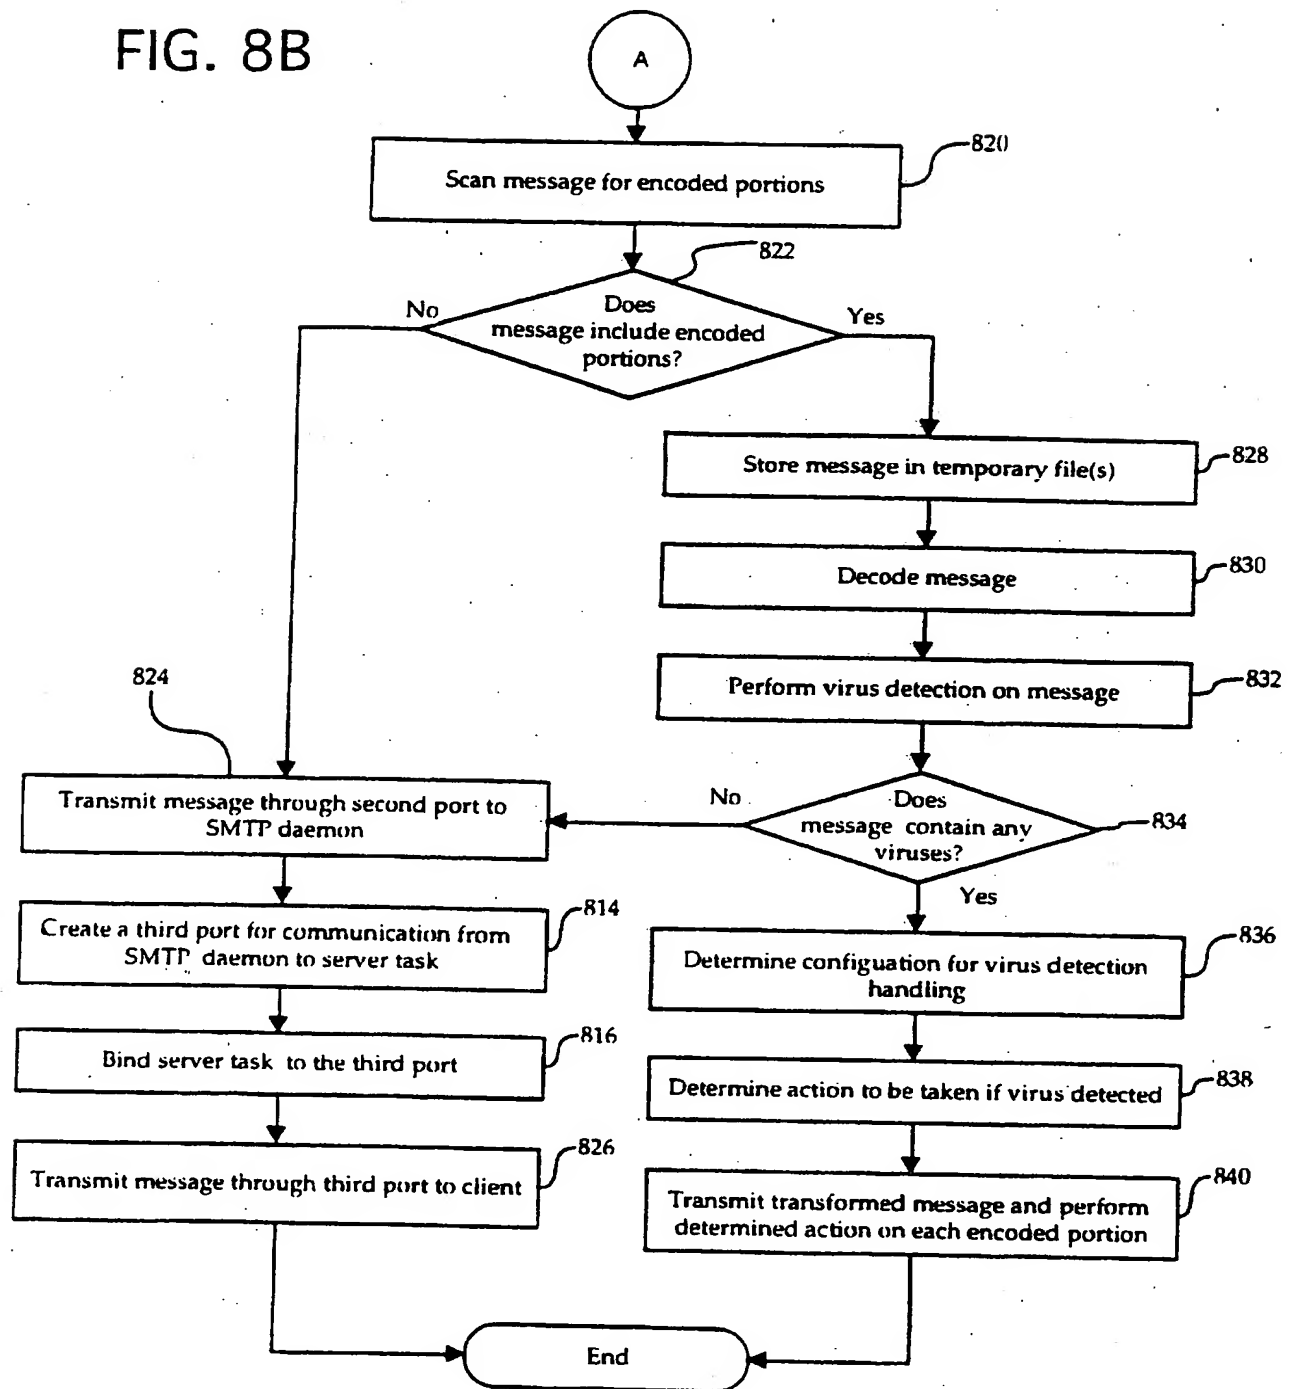 FIG. 8B
A
820
Scan message for encoded portions
822
Does
message include encoded
portions?
No
Yes
828
Store message in temporary file(s)
830
Decode message
832
Perform virus detection on message
824
Transmit message through second port to
SMTP daemon
No
Does
message contain any
viruses?
834
Yes
814
Create a third port for communication from
SMTP daemon to server task
836
Determine configuation for virus detection
handling
816
Bind server task to the third port
838
Determine action to be taken if virus detected
826
Transmit message through third port to client
840
Transmit transformed message and perform
determined action on each encoded portion
End